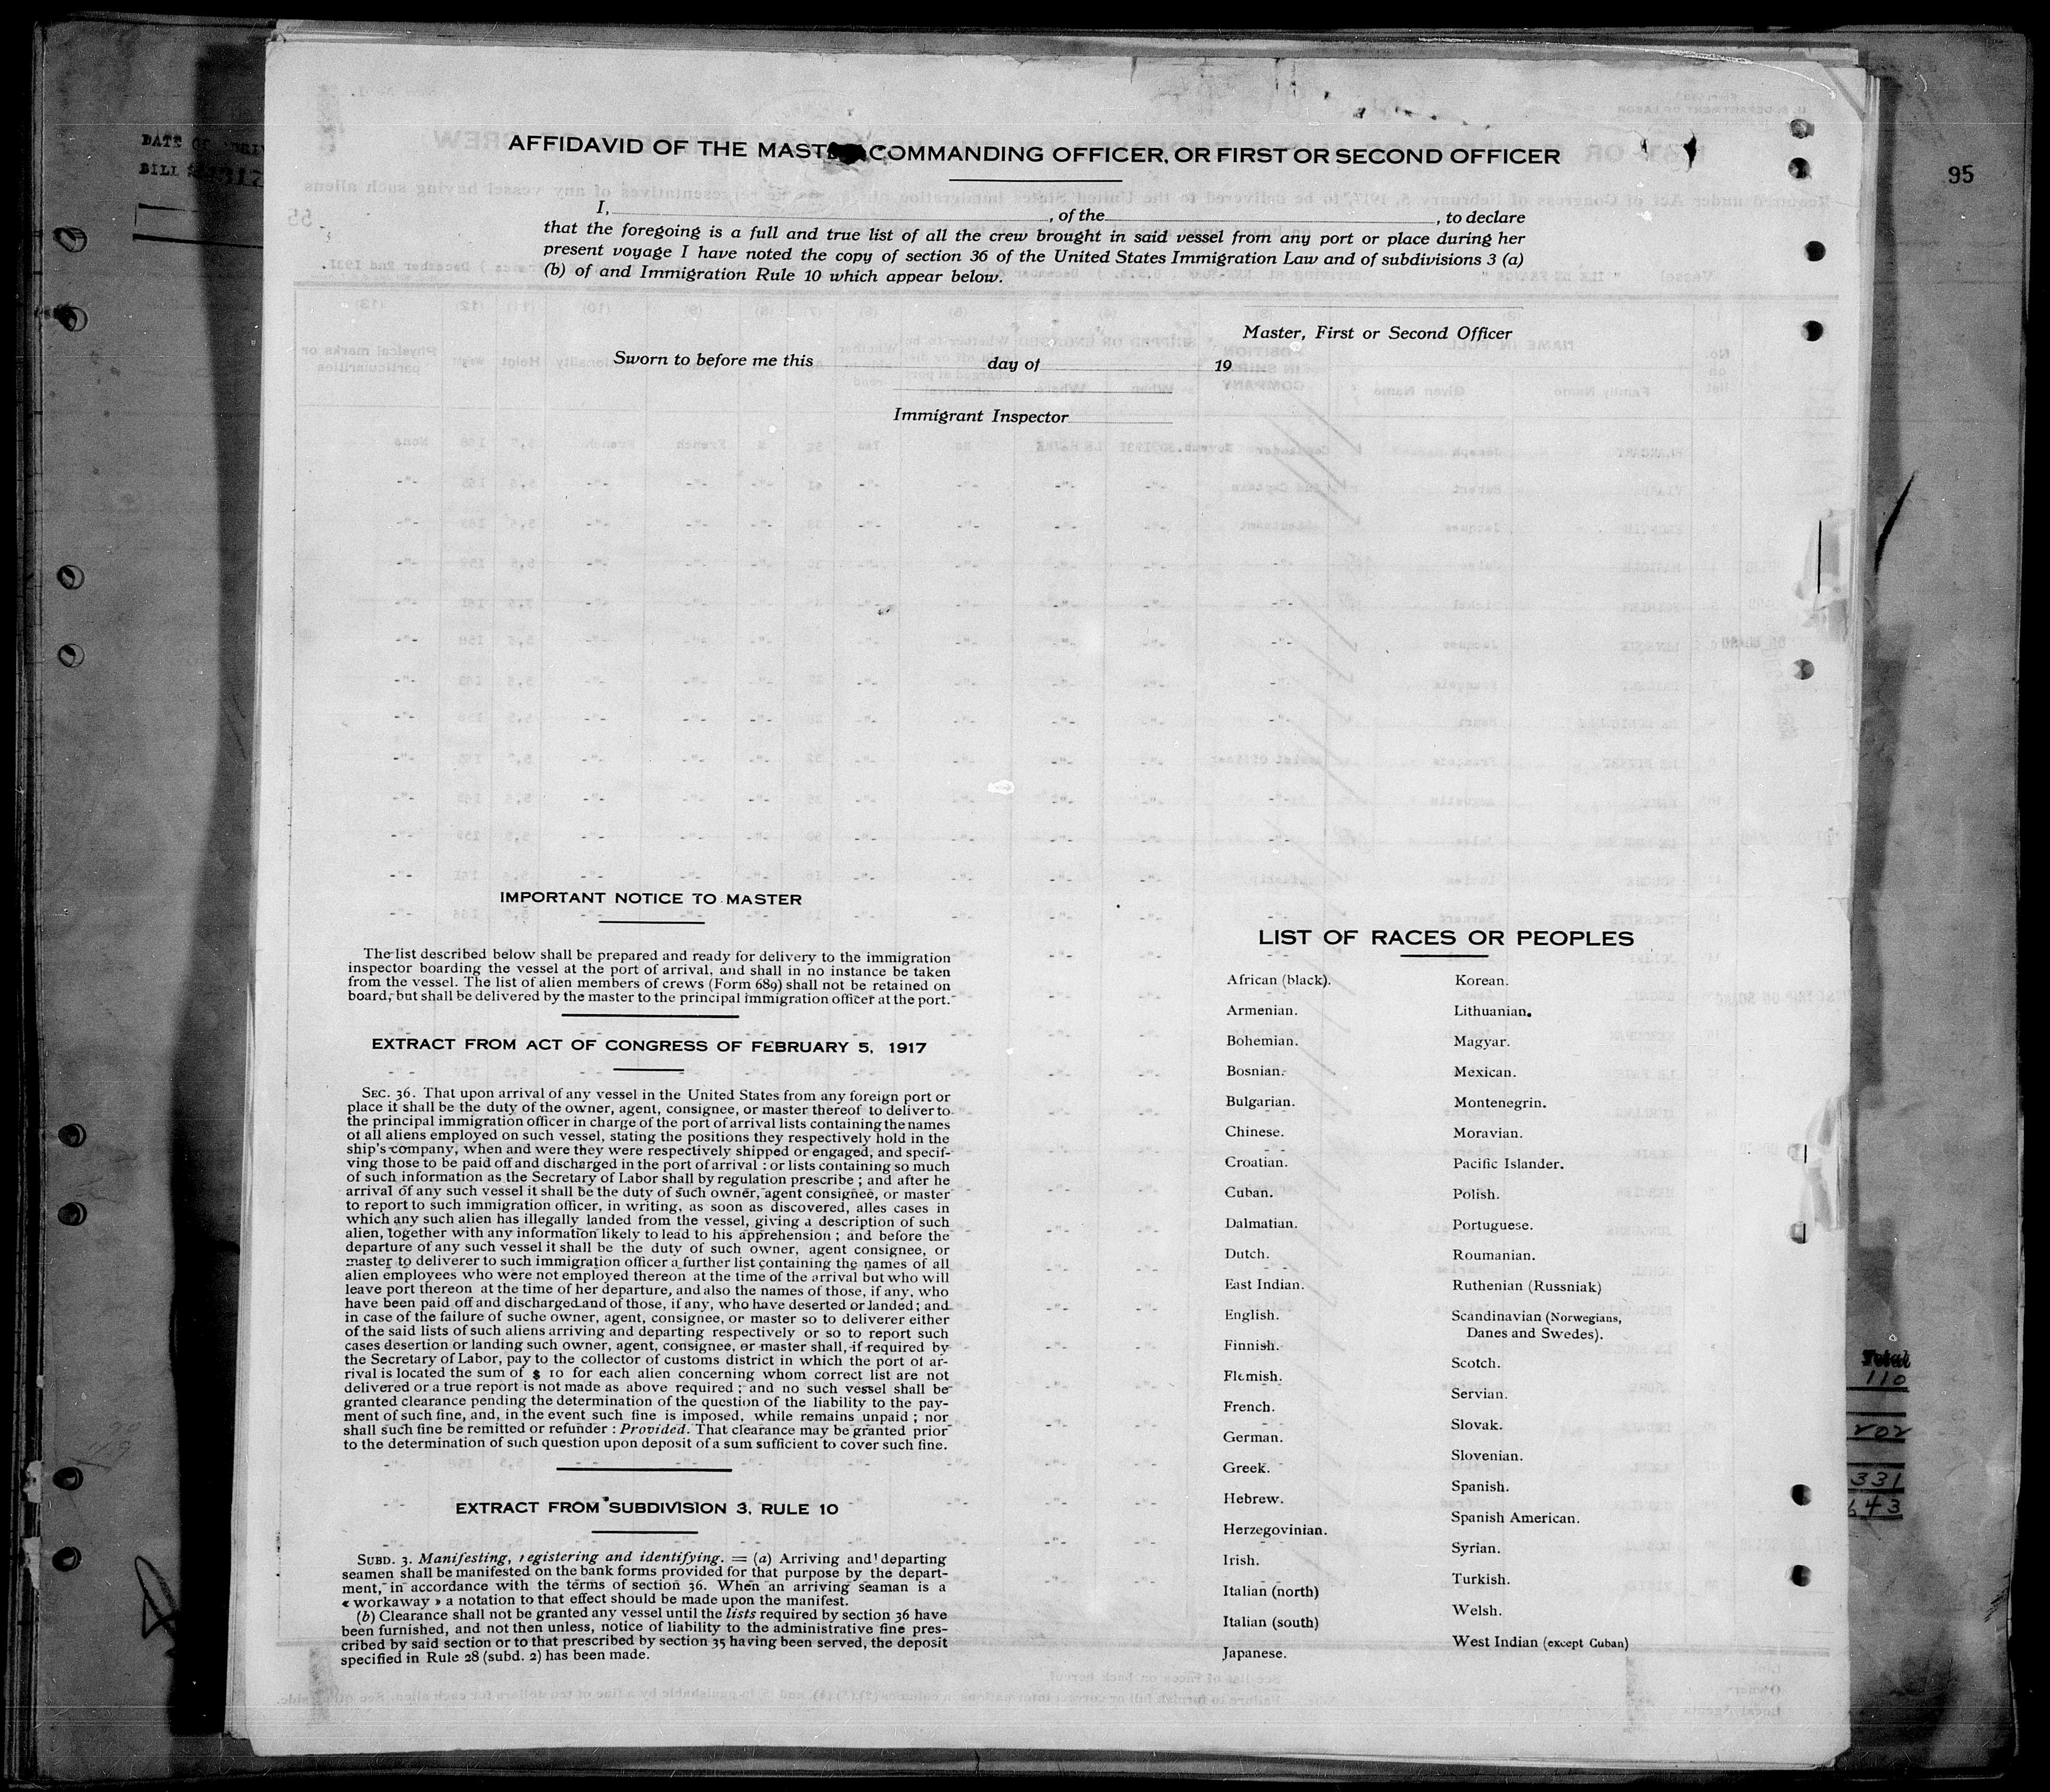 AFFIDAVID OF THE MASTER COMMANDING OFFICER, OR FIRST OR SECOND OFFICER
I, , of the , to declare
that the foregoing is a full and true list of all the crew brought in said vessel from any port or place during her
present voyage I have noted the copy of section 36 of the United States Immigration Law and of subdivisions 3 (a)
(b) of and Immigration Rule 10 which appear below.
Master, First or Second Officer
Sworn to before me this day of 19
Immigrant Inspector
95
DATE OF
BILL
IMPORTANT NOTICE TO MASTER
The list described below shall be prepared and ready for delivery to the immigration
inspector boarding the vessel at the port of arrival, and shall in no instance be taken
from the vessel. The list of alien members of crews (Form 689) shall not be retained on
board, but shall be delivered by the master to the principal immigration officer at the port.
EXTRACT FROM ACT OF CONGRESS OF FEBRUARY 5, 1917
SEC. 36. That upon arrival of any vessel in the United States from any foreign port or
place it shall be the duty of the owner, agent, consignee, or master thereof to deliver to
the principal immigration officer in charge of the port of arrival lists containing the names
of all aliens employed on such vessel, stating the positions they respectively hold in the
ship's company, when and were they were respectively shipped or engaged, and specif-
ving those to be paid off and discharged in the port of arrival : or lists containing so much
of such information as the Secretary of Labor shall by regulation prescribe ; and after he
arrival of any such vessel it shall be the duty of such owner, agent consignee, or master
to report to such immigration officer, in writing, as soon as discovered, alles cases in
which any such alien has illegally landed from the vessel, giving a description of such
alien, together with any information likely to lead to his apprehension ; and before the
departure of any such vessel it shall be the duty of such owner, agent consignee, or
master to deliverer to such immigration officer a further list containing the names of all
alien employees who were not employed thereon at the time of the arrival but who will
leave port thereon at the time of her departure, and also the names of those, if any, who
have been paid off and discharged and of those, if any, who have deserted or landed ; and
in case of the failure of suche owner, agent, consignee, or master so to deliverer either
of the said lists of such aliens arriving and departing respectively or so to report such
cases desertion or landing such owner, agent, consignee, or master shall, if required by
the Secretary of Labor, pay to the collector of customs district in which the port of ar-
rival is located the sum of $ 10 for each alien concerning whom correct list are not
delivered or a true report is not made as above required ; and no such vessel shall be
granted clearance pending the determination of the question of the liability to the pay-
ment of such fine, and, in the event such fine is imposed, while remains unpaid ; nor
shall such fine be remitted or refunder : Provided. That clearance may be granted prior
to the determination of such question upon deposit of a sum sufficient to cover such fine.
EXTRACT FROM SUBDIVISION 3, RULE 10
SUBD. 3. Manifesting, registering and identifying. = (a) Arriving and departing
seamen shall be manifested on the bank forms provided for that purpose by the depart-
ment, in accordance with the terms of section 36. When an arriving seaman is a
« workaway » a notation to that effect should be made upon the manifest.
(b) Clearance shall not be granted any vessel until the lists required by section 36 have
been furnished, and not then unless, notice of liability to the administrative fine pres-
cribed by said section or to that prescribed by section 35 having been served, the deposit
specified in Rule 28 (subd. 2) has been made.
LIST OF RACES OR PEOPLES
African (black).
Armenian.
Bohemian.
Bosnian.
Bulgarian.
Chinese.
Croatian.
Cuban.
Dalmatian.
Dutch.
East Indian.
English.
Finnish.
Flemish.
French.
German.
Greek.
Hebrew.
Herzegovinian.
Irish.
Italian (north)
Italian (south)
Japanese.
Korean.
Lithuanian.
Magyar.
Mexican.
Montenegrin.
Moravian.
Pacific Islander.
Polish.
Portuguese.
Roumanian.
Ruthenian (Russniak)
Scandinavian (Norwegians,
Danes and Swedes).
Scotch.
Servian.
Slovak.
Slovenian.
Spanish.
Spanish American.
Syrian.
Turkish.
Welsh.
West Indian (except Cuban)
Total
110
202
331
643